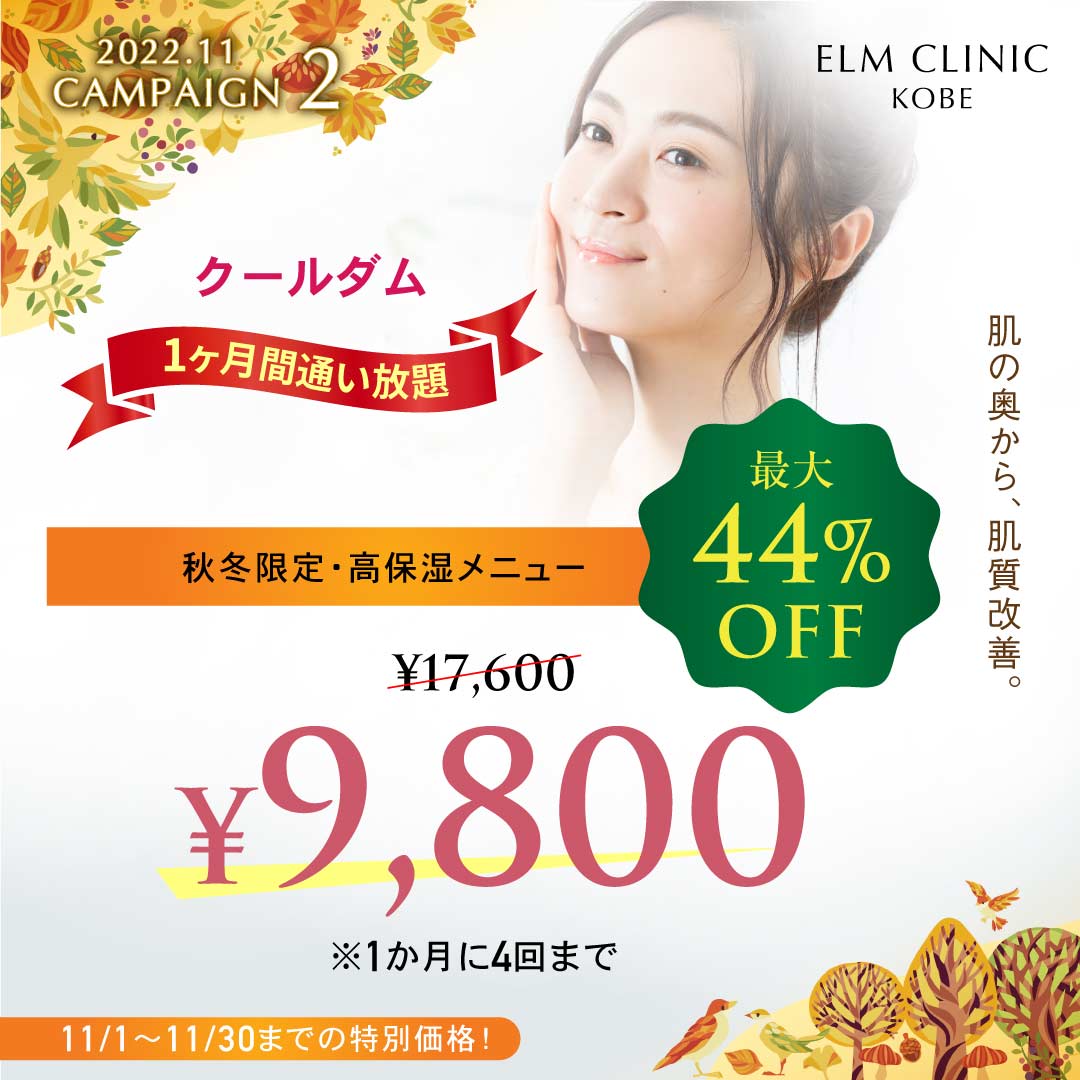 2022.11
CAMPAIGN 2
ELM CLINIC
KOBE
クールダム
1ヶ月間通い放題
肌の奥から、肌質改善。
最大
44%
OFF
秋冬限定・高保湿メニュー
¥17,600
¥9,800
※1か月に4回まで
11/1～11/30までの特別価格！